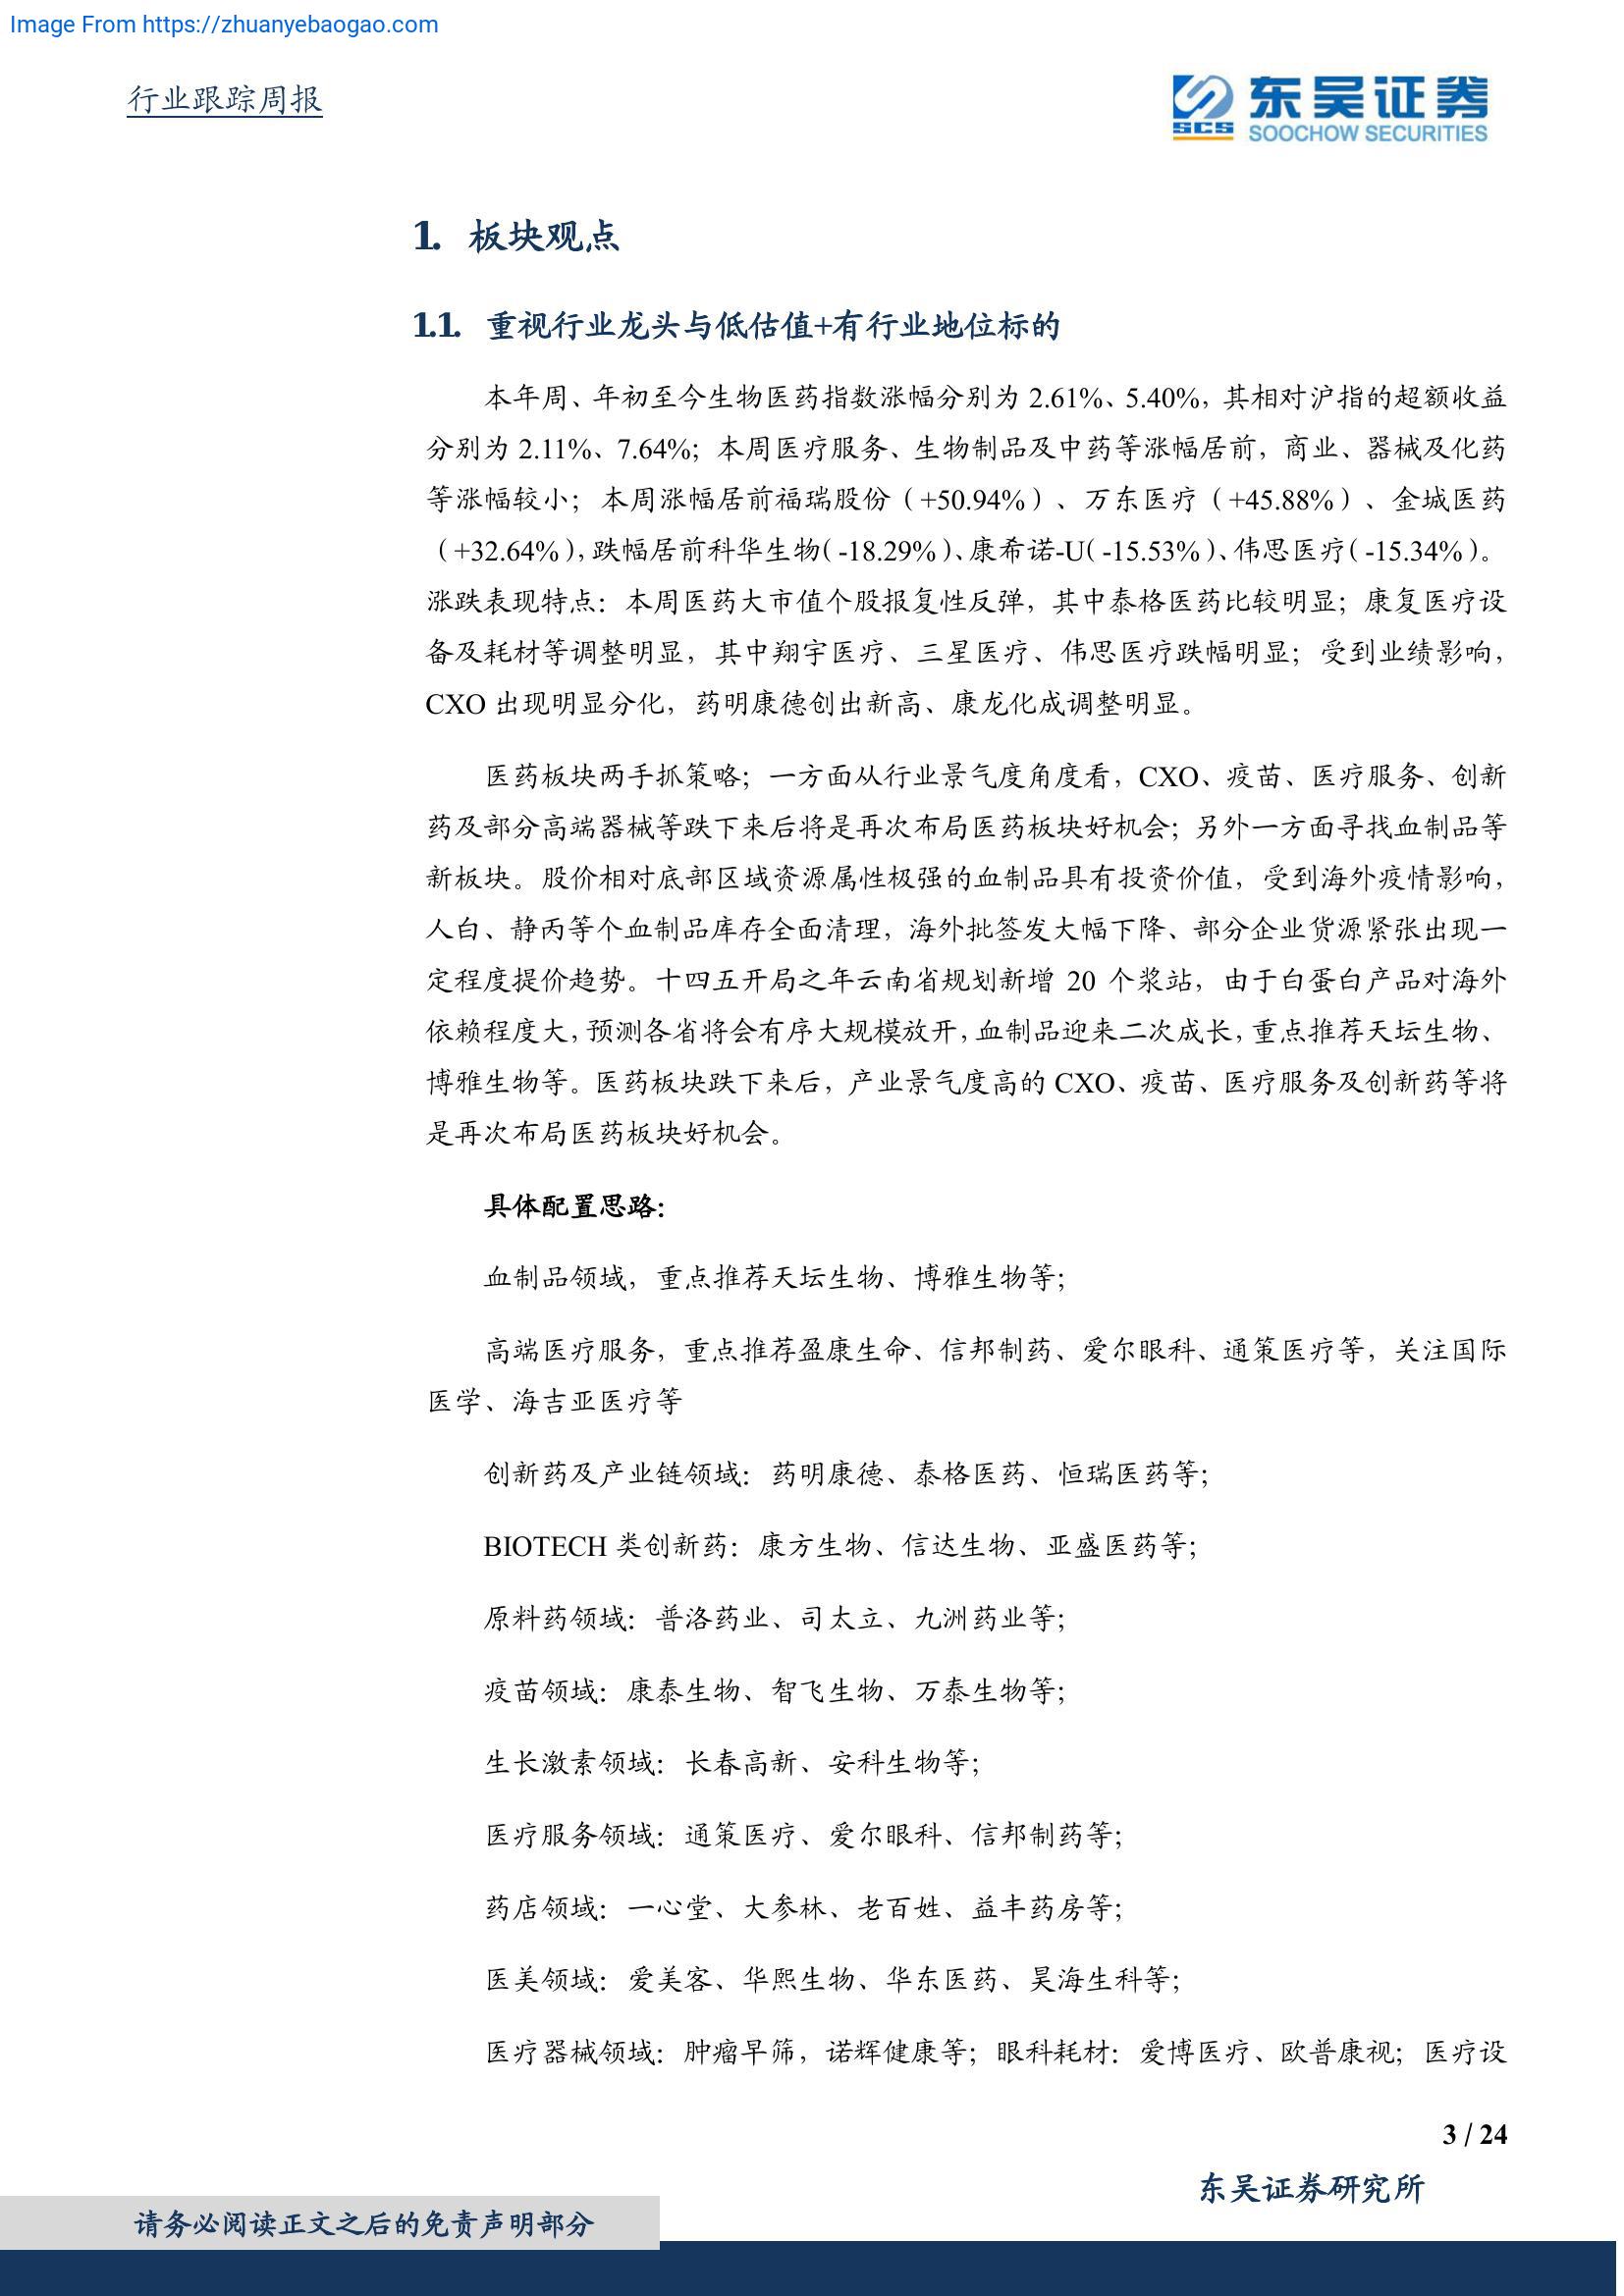 Image From https://zhuanyebaogao.com
行业跟踪周报
东吴证券
SCS
SOOCHOW SECURITIES
1. 板块观点
1.1. 重视行业龙头与低估值+有行业地位标的
本年周、年初至今生物医药指数涨幅分别为 2.61%、5.40%，其相对沪指的超额收益
分别为 2.11%、7.64%；本周医疗服务、生物制品及中药等涨幅居前，商业、器械及化药
等涨幅较小；本周涨幅居前福瑞股份（+50.94%）、万东医疗（+45.88%）、金城医药
（+32.64%），跌幅居前科华生物（-18.29%）、康希诺-U（-15.53%）、伟思医疗（-15.34%）。
涨跌表现特点：本周医药大市值个股报复性反弹，其中泰格医药比较明显；康复医疗设
备及耗材等调整明显，其中翔宇医疗、三星医疗、伟思医疗跌幅明显；受到业绩影响，
CXO 出现明显分化，药明康德创出新高、康龙化成调整明显。
医药板块两手抓策略；一方面从行业景气度角度看，CXO、疫苗、医疗服务、创新
药及部分高端器械等跌下来后将是再次布局医药板块好机会；另外一方面寻找血制品等
新板块。股价相对底部区域资源属性极强的血制品具有投资价值，受到海外疫情影响，
人白、静丙等个血制品库存全面清理，海外批签发大幅下降、部分企业货源紧张出现一
定程度提价趋势。十四五开局之年云南省规划新增 20 个浆站，由于白蛋白产品对海外
依赖程度大，预测各省将会有序大规模放开，血制品迎来二次成长，重点推荐天坛生物、
博雅生物等。医药板块跌下来后，产业景气度高的 CXO、疫苗、医疗服务及创新药等将
是再次布局医药板块好机会。
具体配置思路：
血制品领域，重点推荐天坛生物、博雅生物等；
高端医疗服务，重点推荐盈康生命、信邦制药、爱尔眼科、通策医疗等，关注国际
医学、海吉亚医疗等
创新药及产业链领域：药明康德、泰格医药、恒瑞医药等；
BIOTECH 类创新药：康方生物、信达生物、亚盛医药等；
原料药领域：普洛药业、司太立、九洲药业等；
疫苗领域：康泰生物、智飞生物、万泰生物等；
生长激素领域：长春高新、安科生物等；
医疗服务领域：通策医疗、爱尔眼科、信邦制药等；
药店领域：一心堂、大参林、老百姓、益丰药房等；
医美领域：爱美客、华熙生物、华东医药、昊海生科等；
医疗器械领域：肿瘤早筛，诺辉健康等；眼科耗材：爱博医疗、欧普康视；医疗设
3 / 24
东吴证券研究所
请务必阅读正文之后的免责声明部分